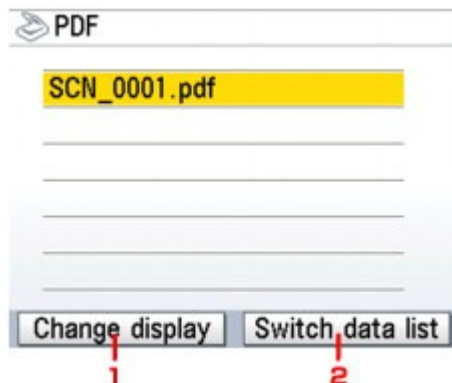 PDF
SCN_0001.pdf
Change display Switch data list
1 2